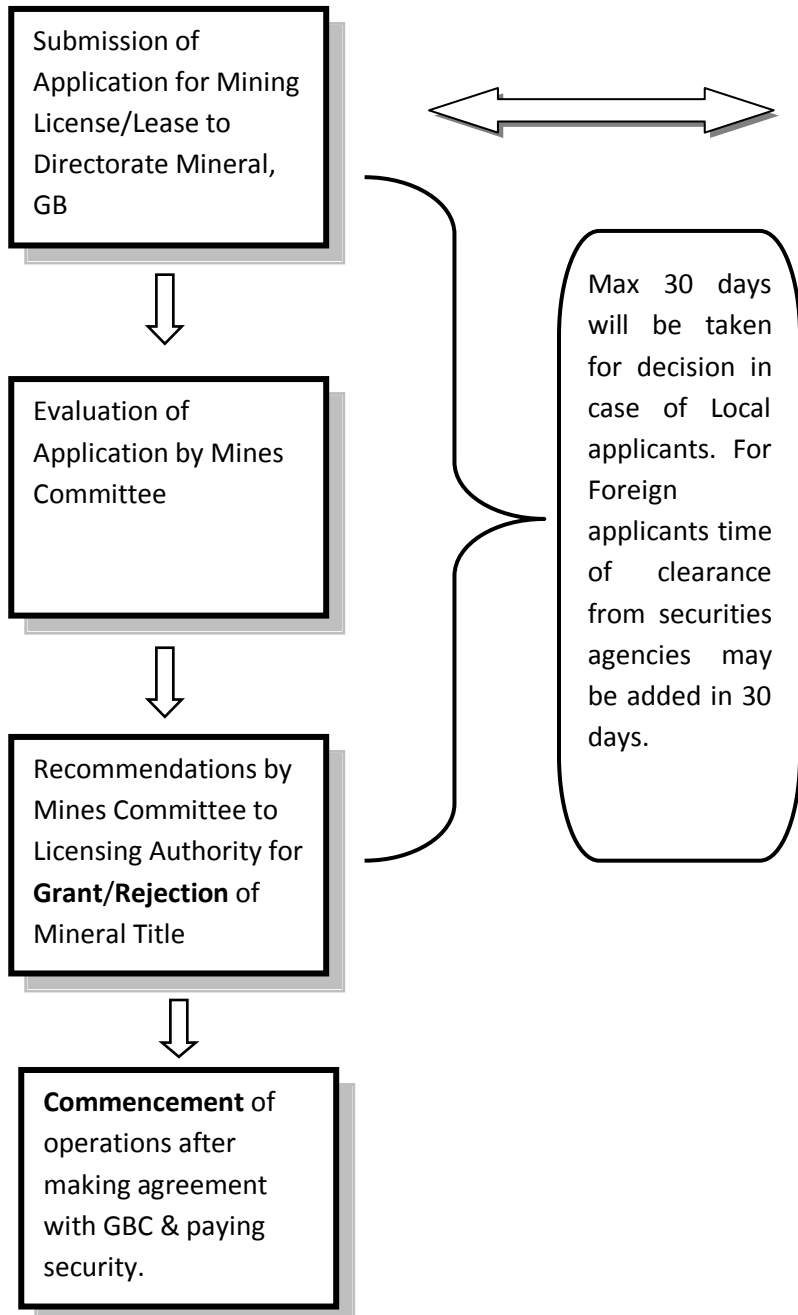 Submission of
Application for Mining
License/Lease to
Directorate Mineral,
GB
Evaluation of
Application by Mines
Committee
Recommendations by
Mines Committee to
Licensing Authority for
Grant/Rejection of
Mineral Title
Commencement of
operations after
making agreement
with GBC & paying
security.
Max 30 days
will be taken
for decision in
case of Local
applicants. For
Foreign
applicants time
of clearance
from securities
agencies may
be added in 30
days.